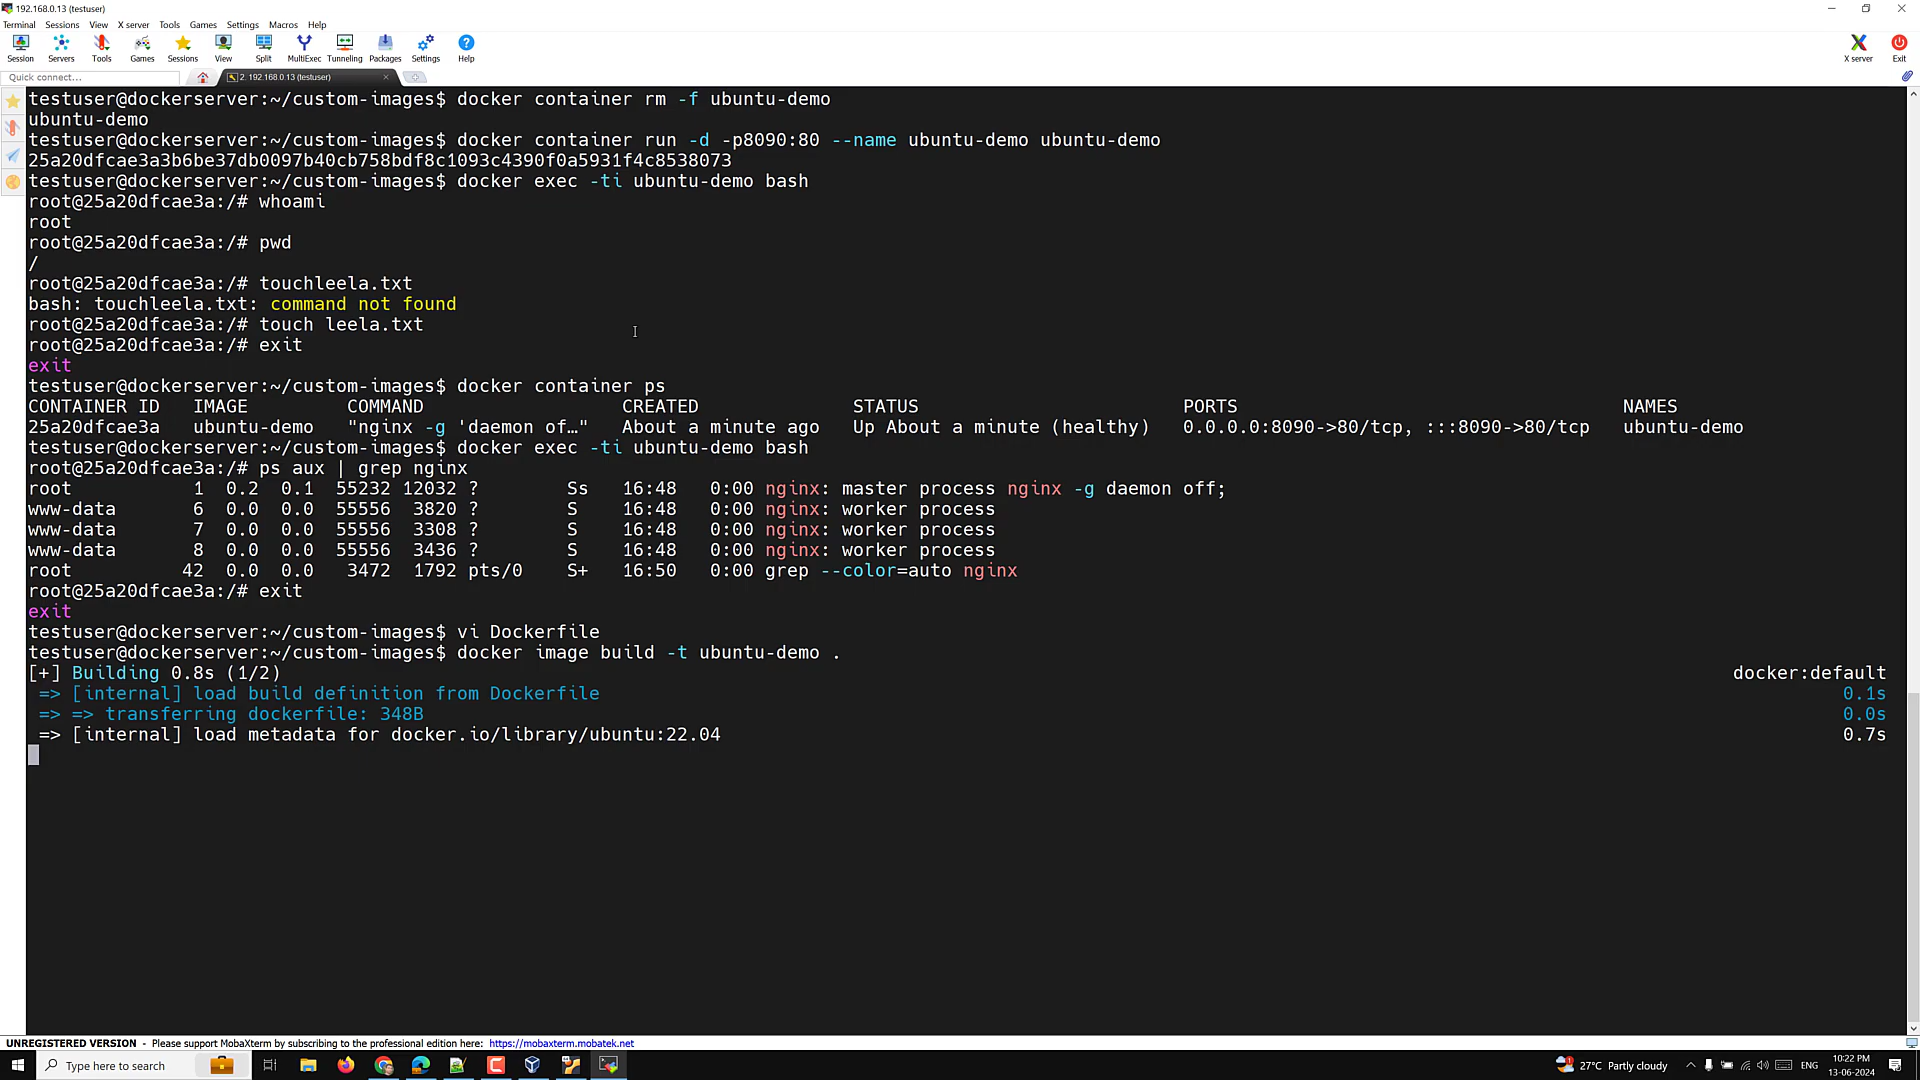 192.168.0.13 (testuser)
Terminal Sessions View X server Tools Games Settings Macros Help
Session Servers Tools Games Sessions View Split MultiExec Tunneling Packages Settings Help X server Exit
Quick connect... 2. 192.168.0.13 (testuser)
testuser@dockerserver:~/custom-images$ docker container rm -f ubuntu-demo
ubuntu-demo
testuser@dockerserver:~/custom-images$ docker container run -d -p8090:80 --name ubuntu-demo ubuntu-demo
25a20dfcae3a3b6be37db0097b40cb758bdf8c1093c4390f0a5931f4c8538073
testuser@dockerserver:~/custom-images$ docker exec -ti ubuntu-demo bash
root@25a20dfcae3a:/# whoami
root
root@25a20dfcae3a:/# pwd
/
root@25a20dfcae3a:/# touchleela.txt
bash: touchleela.txt: command not found
root@25a20dfcae3a:/# touch leela.txt
root@25a20dfcae3a:/# exit
exit
testuser@dockerserver:~/custom-images$ docker container ps
CONTAINER ID IMAGE COMMAND CREATED STATUS PORTS NAMES
25a20dfcae3a ubuntu-demo "nginx -g 'daemon of…" About a minute ago Up About a minute (healthy) 0.0.0.0:8090->80/tcp, :::8090->80/tcp ubuntu-demo
testuser@dockerserver:~/custom-images$ docker exec -ti ubuntu-demo bash
root@25a20dfcae3a:/# ps aux | grep nginx
root 1 0.2 0.1 55232 12032 ? Ss 16:48 0:00 nginx: master process nginx -g daemon off;
www-data 6 0.0 0.0 55556 3820 ? S 16:48 0:00 nginx: worker process
www-data 7 0.0 0.0 55556 3308 ? S 16:48 0:00 nginx: worker process
www-data 8 0.0 0.0 55556 3436 ? S 16:48 0:00 nginx: worker process
root 42 0.0 0.0 3472 1792 pts/0 S+ 16:50 0:00 grep --color=auto nginx
root@25a20dfcae3a:/# exit
exit
testuser@dockerserver:~/custom-images$ vi Dockerfile
testuser@dockerserver:~/custom-images$ docker image build -t ubuntu-demo .
[+] Building 0.8s (1/2) docker:default
=> [internal] load build definition from Dockerfile 0.1s
=> => transferring dockerfile: 348B 0.0s
=> [internal] load metadata for docker.io/library/ubuntu:22.04 0.7s
UNREGISTERED VERSION - Please support MobaXterm by subscribing to the professional edition here: https://mobaxterm.mobatek.net
Type here to search 27°C Partly cloudy ENG 10:22 PM
13-06-2024